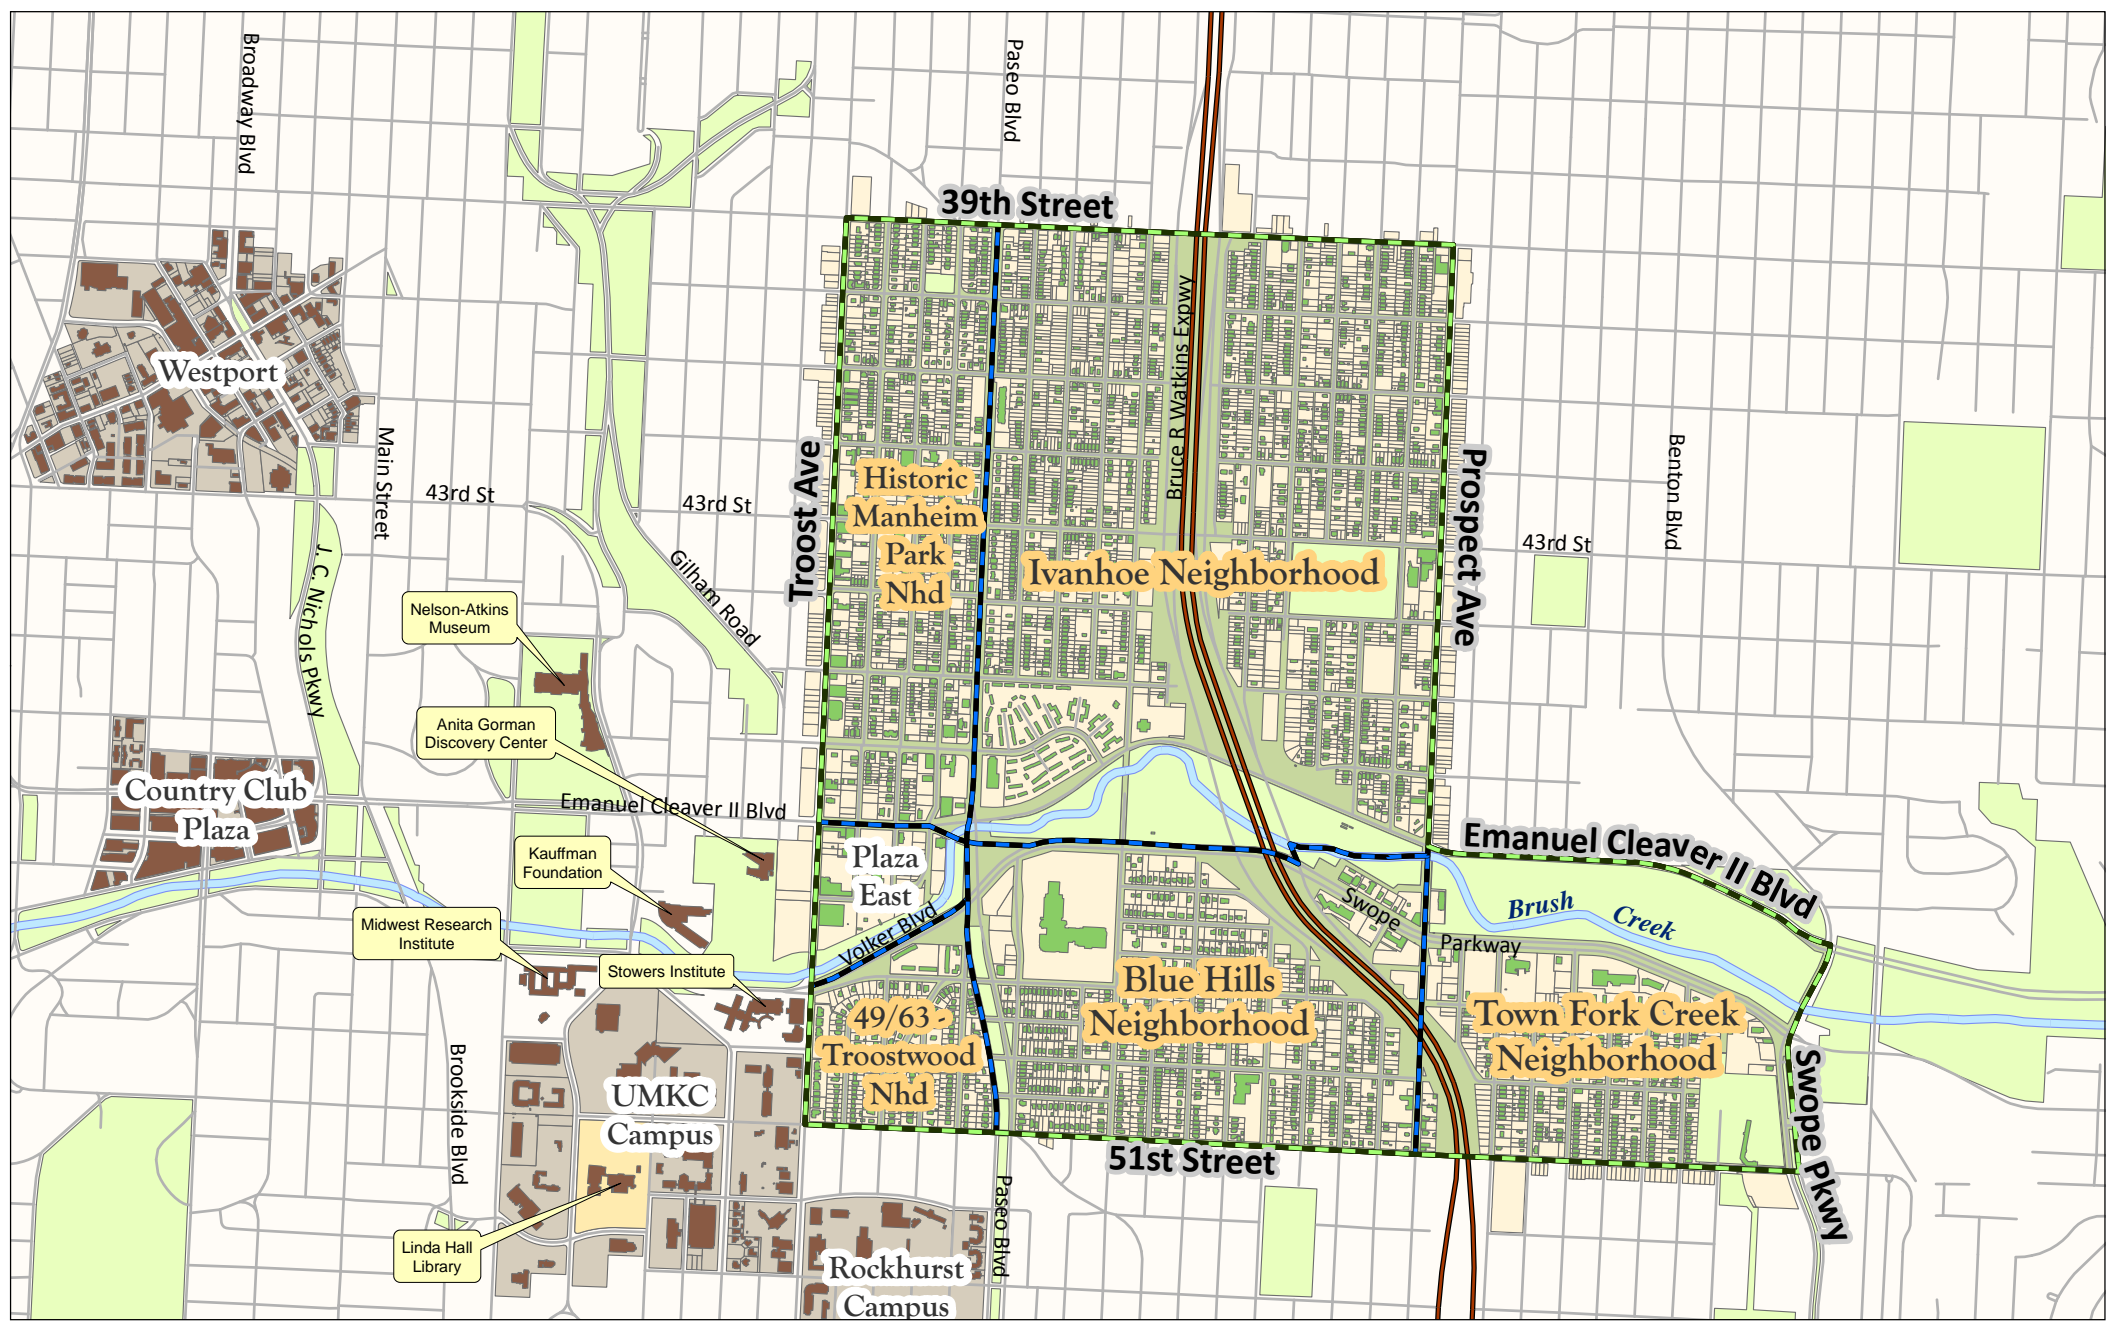 Broadway Blvd
Paseo Blvd
39th Street
Bruce R Watkins Expwy
Westport
Main Street
43rd St
43rd St
Troost Ave
Historic
Manheim
Park
Nhd
Ivanhoe Neighborhood
Prospect Ave
Benton Blvd
43rd St
J. C. Nichols Pkwy
Gilham Road
Nelson-Atkins
Museum
Anita Gorman
Discovery Center
Country Club
Plaza
Emanuel Cleaver II Blvd
Kauffman
Foundation
Plaza
East
Emanuel Cleaver II Blvd
Swope
Parkway
Brush
Creek
Midwest Research
Institute
Volker Blvd
Stowers Institute
Blue Hills
Neighborhood
49/63 -
Troostwood
Nhd
Town Fork Creek
Neighborhood
Brookside Blvd
UMKC
Campus
Swope Pkwy
51st Street
Paseo Blvd
Linda Hall
Library
Rockhurst
Campus